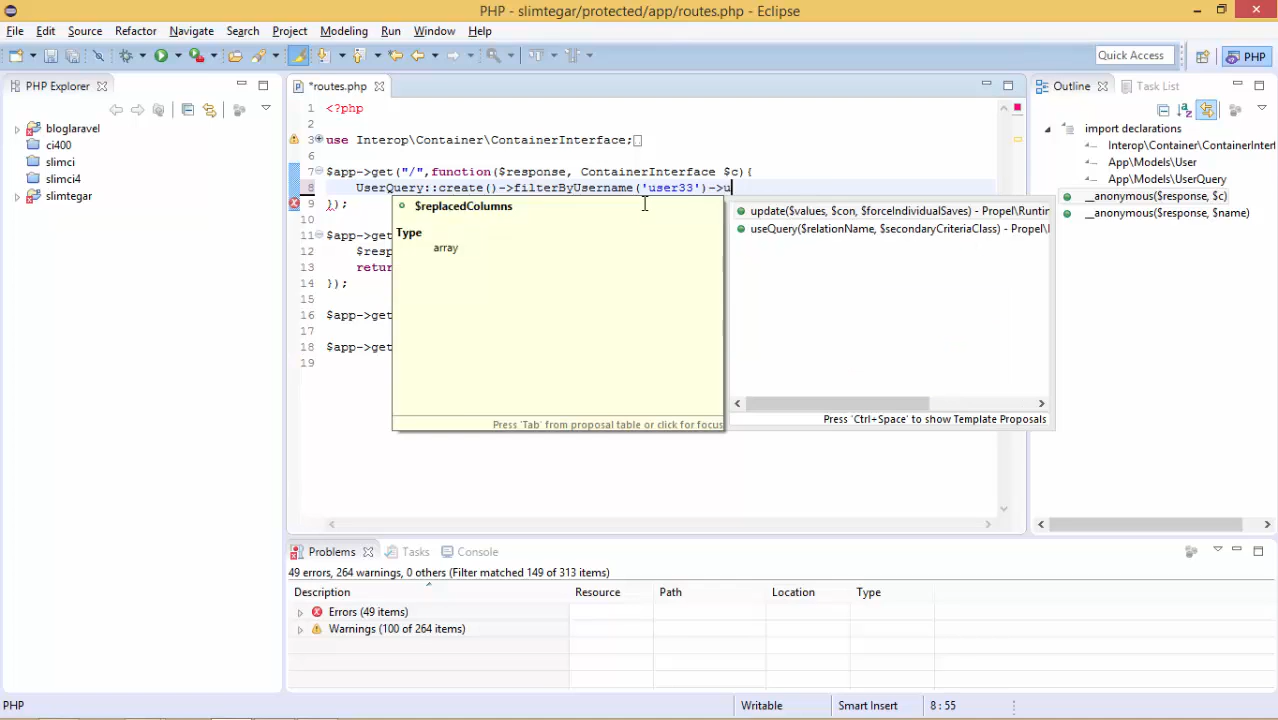 PHP - slimtegar/protected/app/routes.php - Eclipse
File Edit Source Refactor Navigate Search Project Modeling Run Window Help
Quick Access
PHP
PHP Explorer
bloglaravel
ci400
slimci
slimci4
slimtegar
*routes.php
1 <?php
2
3 use Interop\Container\ContainerInterface;
6
7 $app->get("/",function($response, ContainerInterface $c){
8 UserQuery::create()->filterByUsername('user33')->u
9 });
10
11 $app->get
12 $resp
13 retur
14 });
15
16 $app->get
17
18 $app->get
19
$replacedColumns
Type
array
Press 'Tab' from proposal table or click for focus
update($values, $con, $forceIndividualSaves) - Propel\Runtin
useQuery($relationName, $secondaryCriteriaClass) - Propel\
Press 'Ctrl+Space' to show Template Proposals
Outline
Task List
import declarations
Interop\Container\ContainerInter
App\Models\User
App\Models\UserQuery
__anonymous($response, $c)
__anonymous($response, $name)
Problems
Tasks
Console
49 errors, 264 warnings, 0 others (Filter matched 149 of 313 items)
Description Resource Path Location Type
Errors (49 items)
Warnings (100 of 264 items)
PHP
Writable
Smart Insert
8 : 55